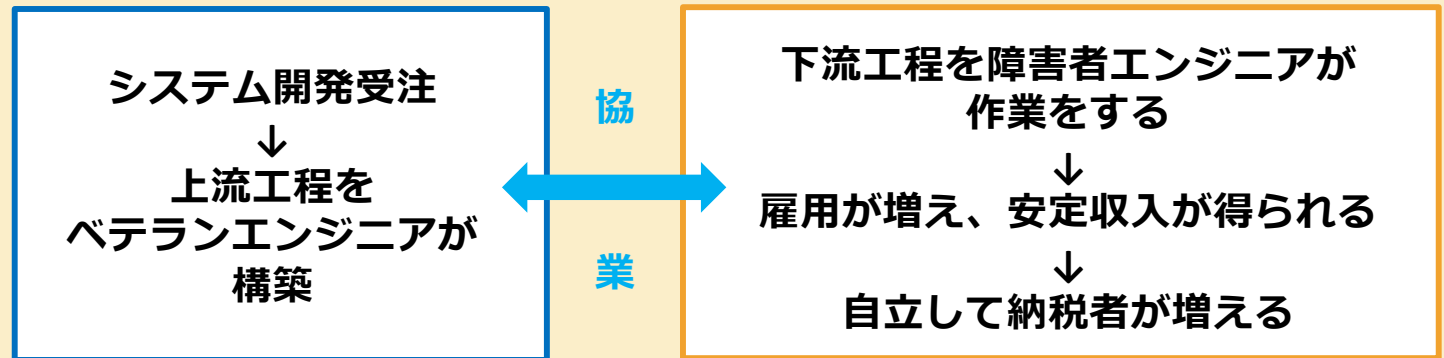 システム開発受注
↓
上流工程を
ベテランエンジニアが
構築
協
業
下流工程を障害者エンジニアが
作業をする
↓
雇用が増え、安定収入が得られる
↓
自立して納税者が増える